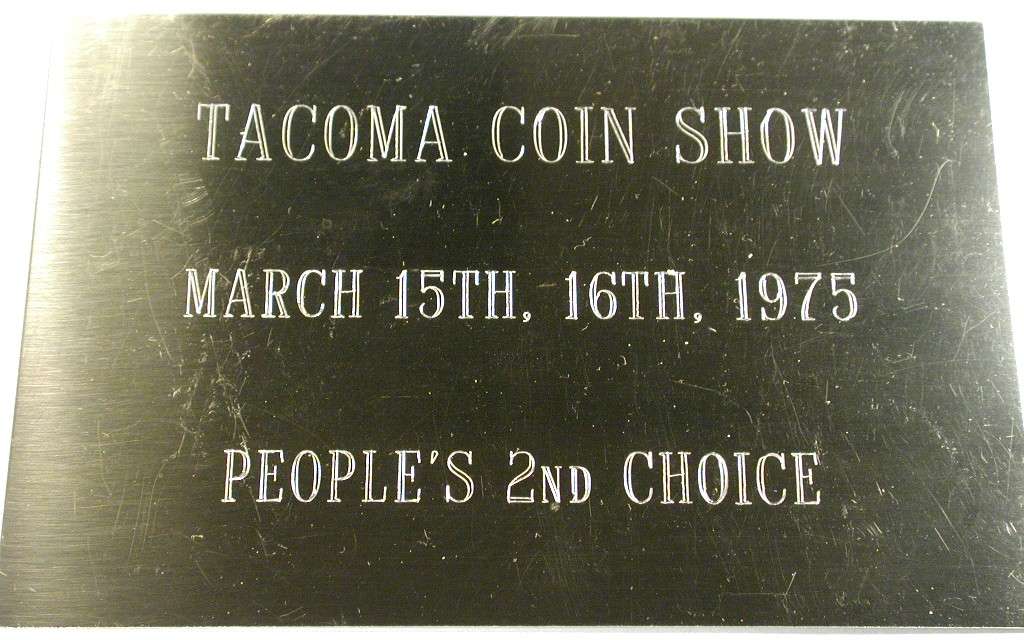 TACOMA COIN SHOW
MARCH 15TH, 16TH, 1975
PEOPLE'S 2ND CHOICE